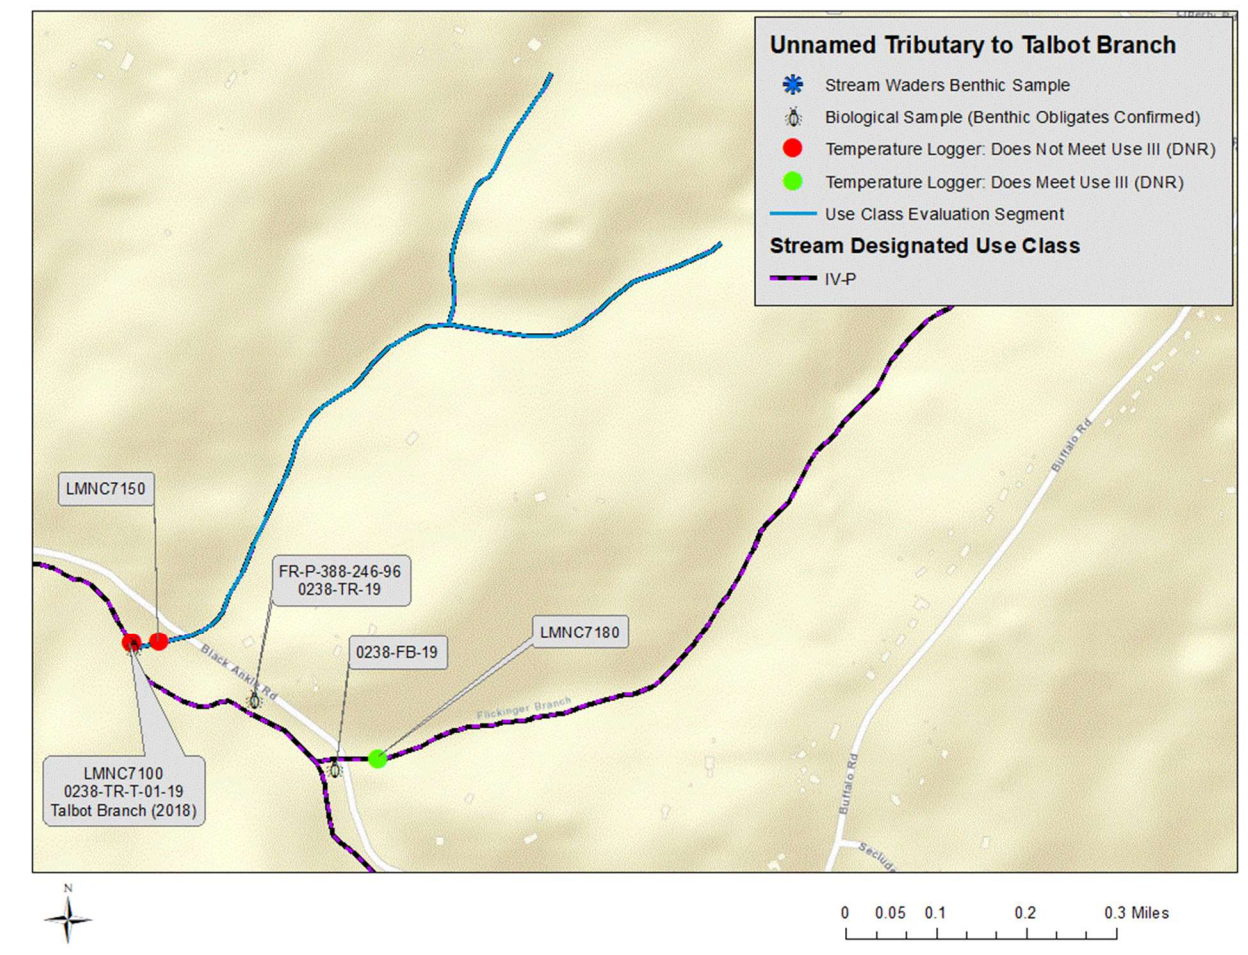 Unnamed Tributary to Talbot Branch
Stream Waders Benthic Sample
Biological Sample (Benthic Obligates Confirmed)
Temperature Logger: Does Not Meet Use III (DNR)
Temperature Logger: Does Meet Use III (DNR)
Use Class Evaluation Segment
Stream Designated Use Class
IV-P
Buffalo Rd
LMNC7150
FR-P-388-246-96
0238-TR-19
LMNC7180
0238-FB-19
Black Ankle Rd
Flickinger Branch
LMNC7100
0238-TR-T-01-19
Talbot Branch (2018)
Buffalo Rd
Seclude
N
0 0.05 0.1 0.2 0.3 Miles